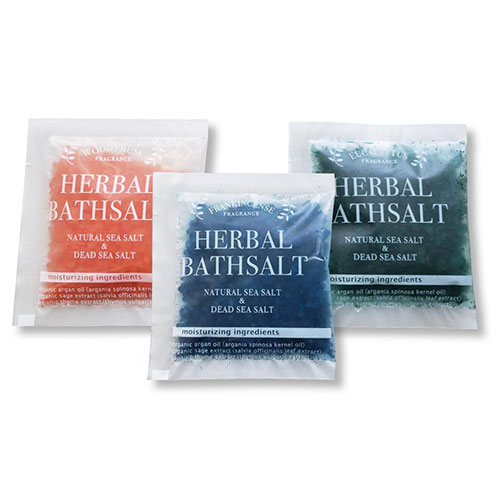 FRAGRANCE
HERBAL
BATHSALT
NATURAL SEA SALT
&
DEAD SEA SALT
moisturizing ingredients
organic argan oil (argania spinosa kernel oil)
organic sage extract (salvia officinalis leaf extract)
FRANKINCENSE
FRAGRANCE
HERBAL
BATHSALT
NATURAL SEA SALT
&
DEAD SEA SALT
moisturizing ingredients
organic argan oil (argania spinosa kernel oil)
organic sage extract (salvia officinalis leaf extract)
FRAGRANCE
HERBAL
BATHSALT
NATURAL SEA SALT
&
DEAD SEA SALT
moisturizing ingredients
argan oil (argania spinosa kernel oil)
sage extract (salvia officinalis leaf extract)